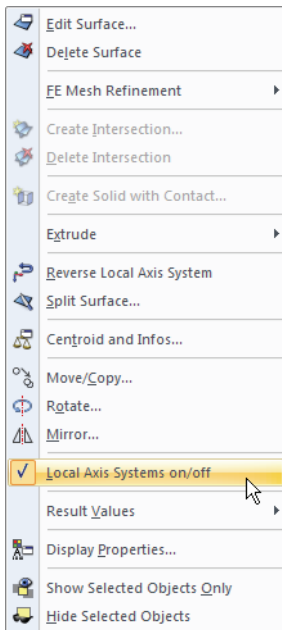 Edit Surface...
Delete Surface
FE Mesh Refinement
Create Intersection...
Delete Intersection
Create Solid with Contact...
Extrude
Reverse Local Axis System
Split Surface...
Centroid and Infos...
Move/Copy...
Rotate...
Mirror...
Local Axis Systems on/off
Result Values
Display Properties...
Show Selected Objects Only
Hide Selected Objects